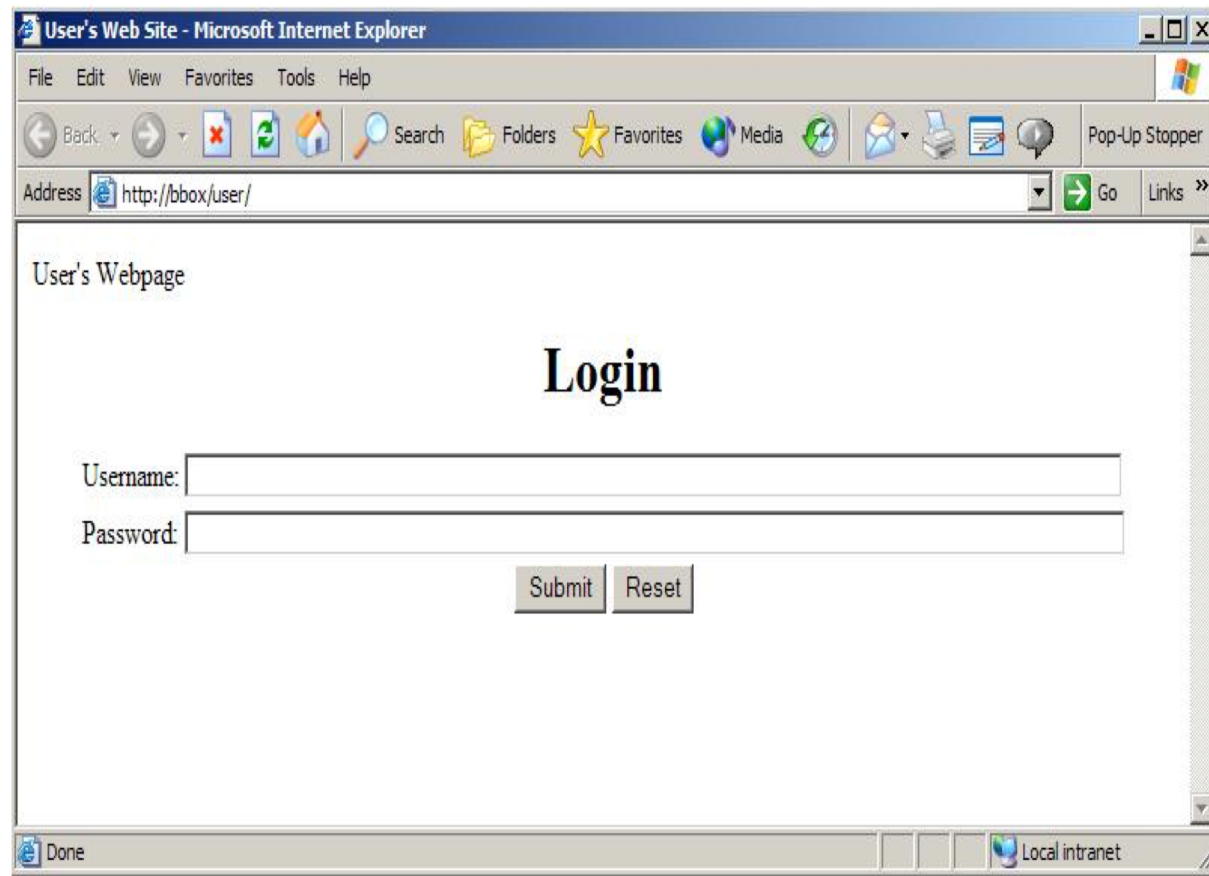 User's Web Site - Microsoft Internet Explorer
File Edit View Favorites Tools Help
Back Search Folders Favorites Media Pop-Up Stopper
Address http://bbox/user/ Go Links »
User's Webpage
Login
Username:
Password:
Submit Reset
Done Local intranet